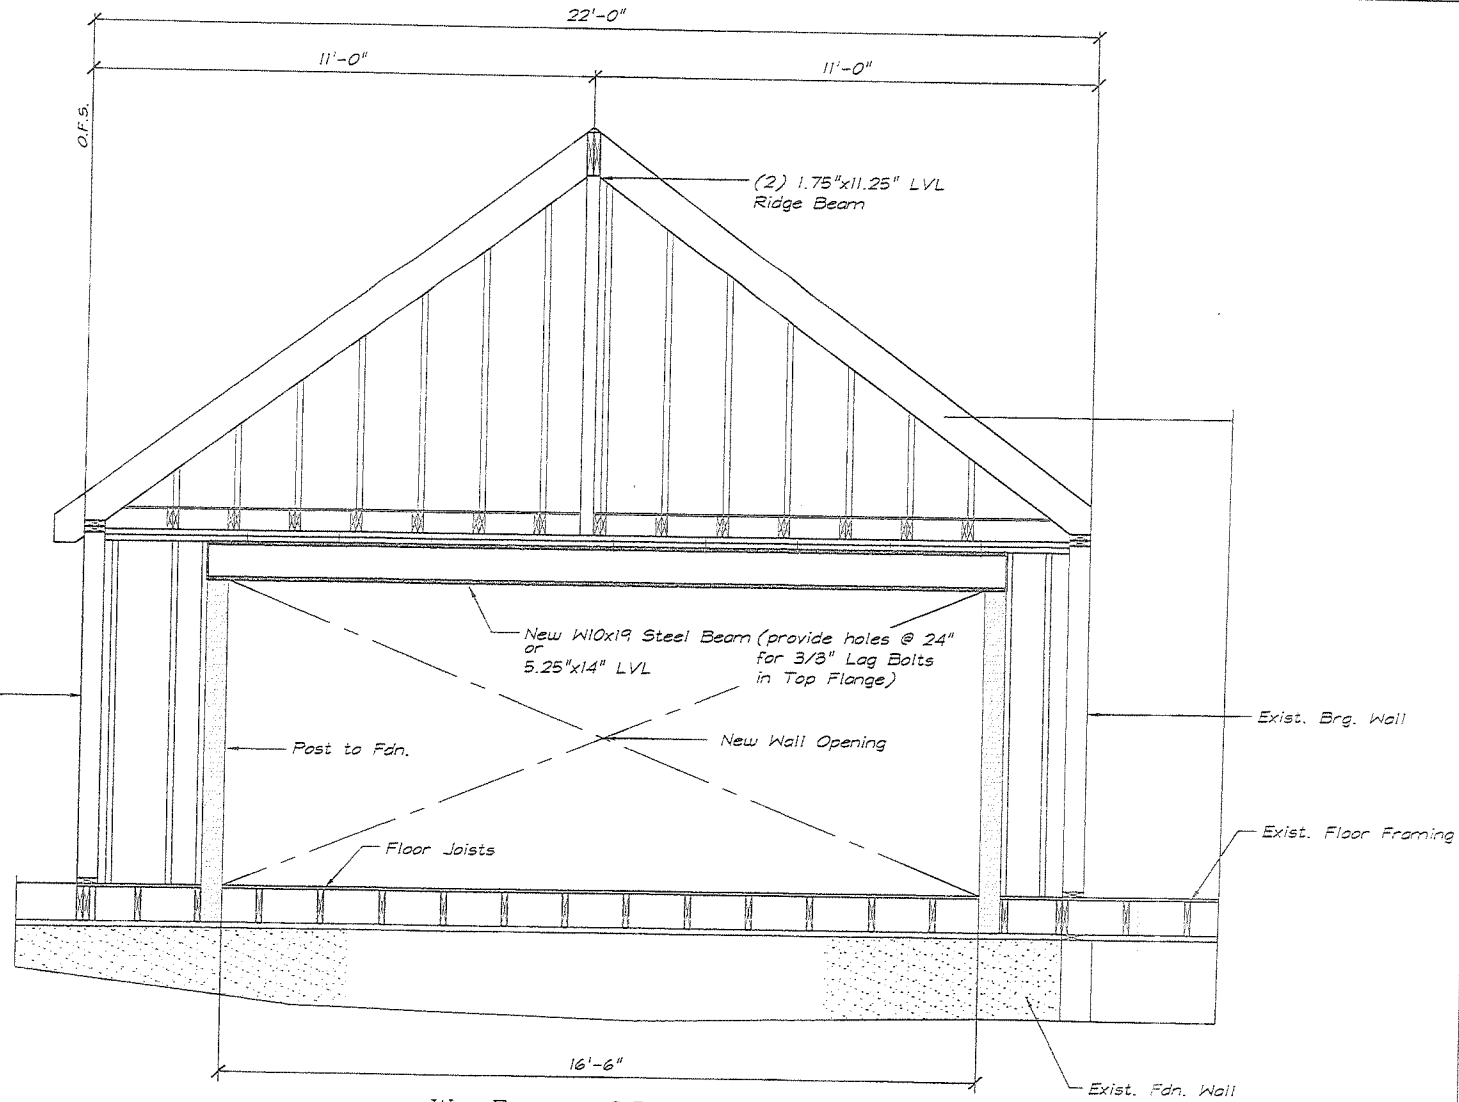 22'-0"
11'-0"
11'-0"
O.F.S.
(2) 1.75"x11.25" LVL
Ridge Beam
New W10x19 Steel Beam (provide holes @ 24"
or
for 3/3" Lag Bolts
5.25"x14" LVL
in Top Flange)
Exist. Brg. Wall
Post to Fdn.
New Wall Opening
Exist. Floor Framing
Floor Joists
16'-6"
Exist. Fdn. Wall